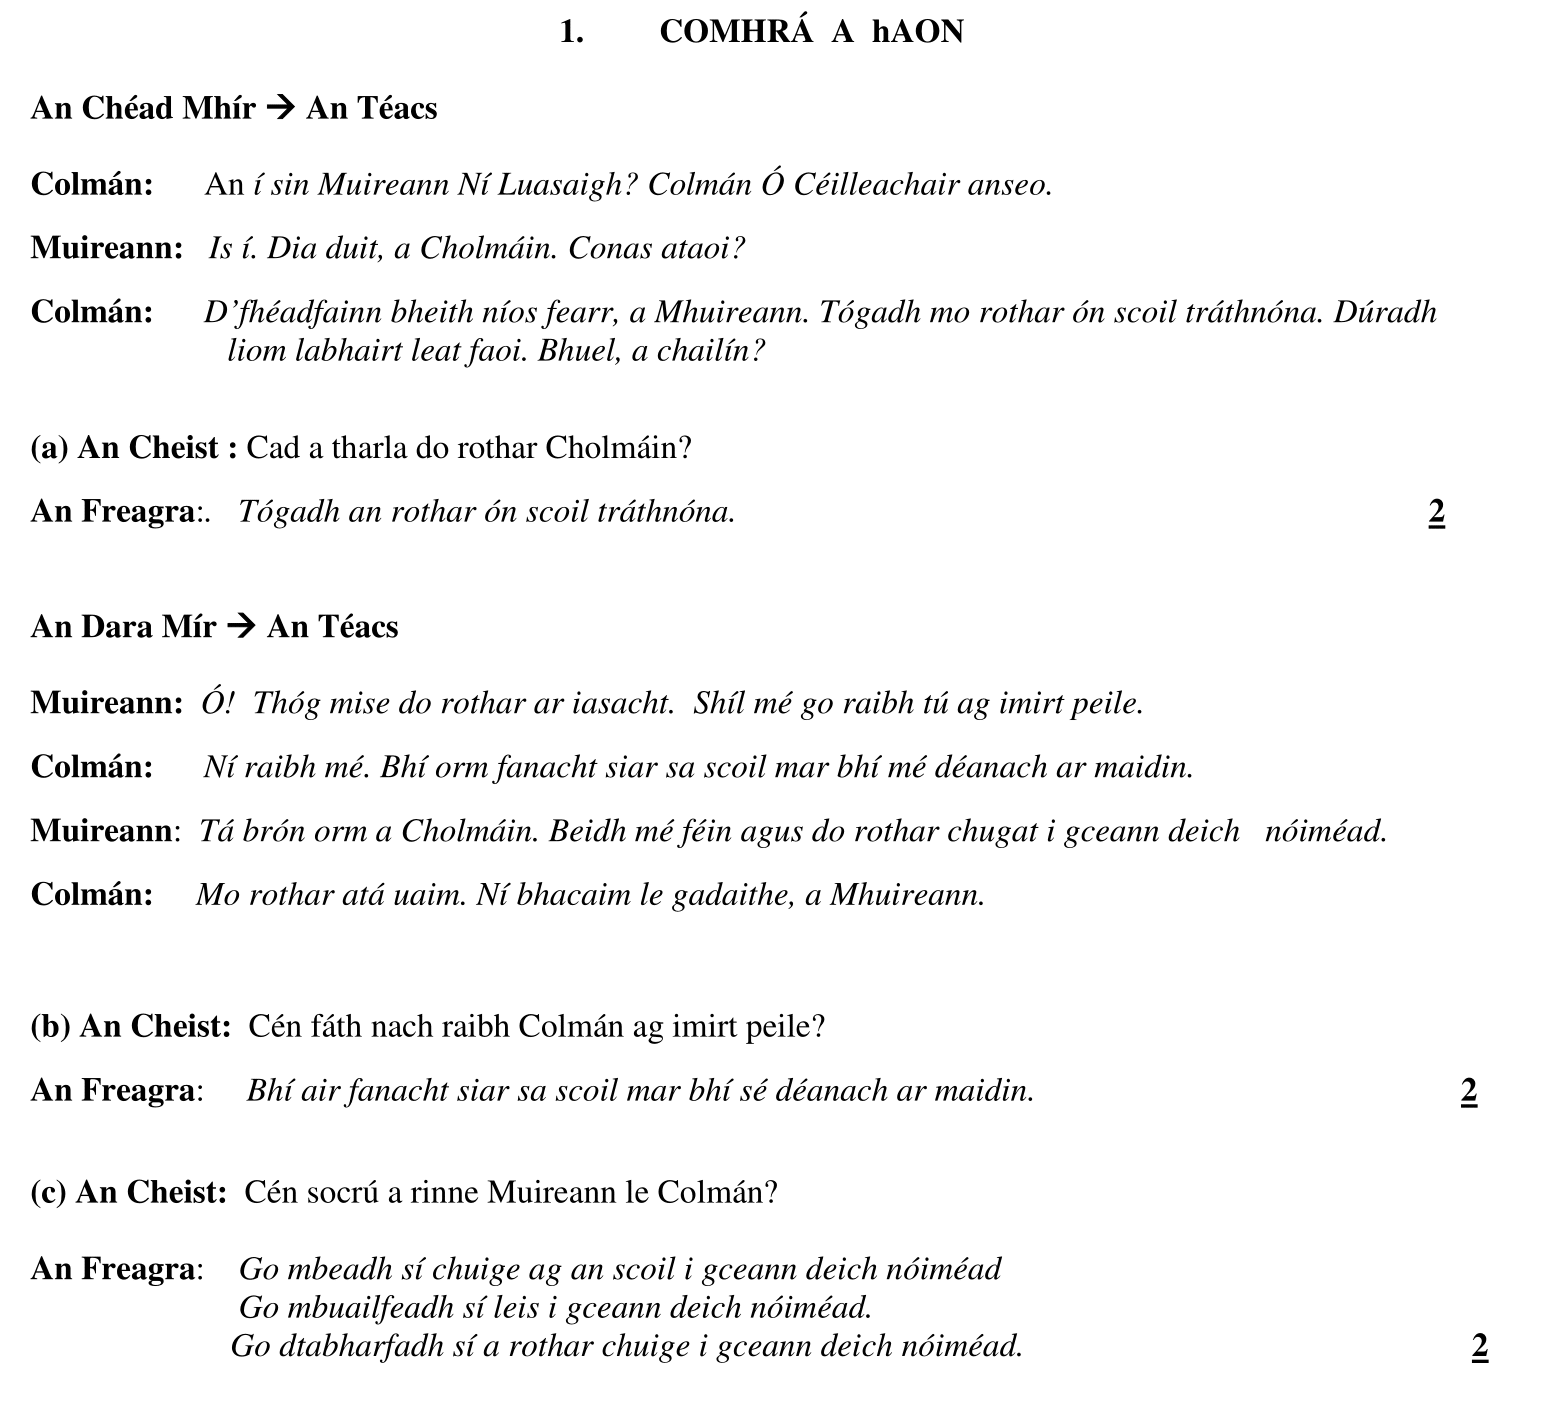 1. COMHRÁ A hAON
An Chéad Mhír → An Téacs
Colmán: An í sin Muireann Ní Luasaigh? Colmán Ó Céilleachair anseo.
Muireann: Is í. Dia duit, a Cholmáin. Conas ataoi?
Colmán: D’fhéadfainn bheith níos fearr, a Mhuireann. Tógadh mo rothar ón scoil tráthnóna. Dúradh
liom labhairt leat faoi. Bhuel, a chailín?
(a) An Cheist : Cad a tharla do rothar Cholmáin?
An Freagra:. Tógadh an rothar ón scoil tráthnóna. 2
An Dara Mír → An Téacs
Muireann: Ó! Thóg mise do rothar ar iasacht. Shíl mé go raibh tú ag imirt peile.
Colmán: Ní raibh mé. Bhí orm fanacht siar sa scoil mar bhí mé déanach ar maidin.
Muireann: Tá brón orm a Cholmáin. Beidh mé féin agus do rothar chugat i gceann deich nóiméad.
Colmán: Mo rothar atá uaim. Ní bhacaim le gadaithe, a Mhuireann.
(b) An Cheist: Cén fáth nach raibh Colmán ag imirt peile?
An Freagra: Bhí air fanacht siar sa scoil mar bhí sé déanach ar maidin. 2
(c) An Cheist: Cén socrú a rinne Muireann le Colmán?
An Freagra: Go mbeadh sí chuige ag an scoil i gceann deich nóiméad
Go mbuailfeadh sí leis i gceann deich nóiméad.
Go dtabharfadh sí a rothar chuige i gceann deich nóiméad. 2